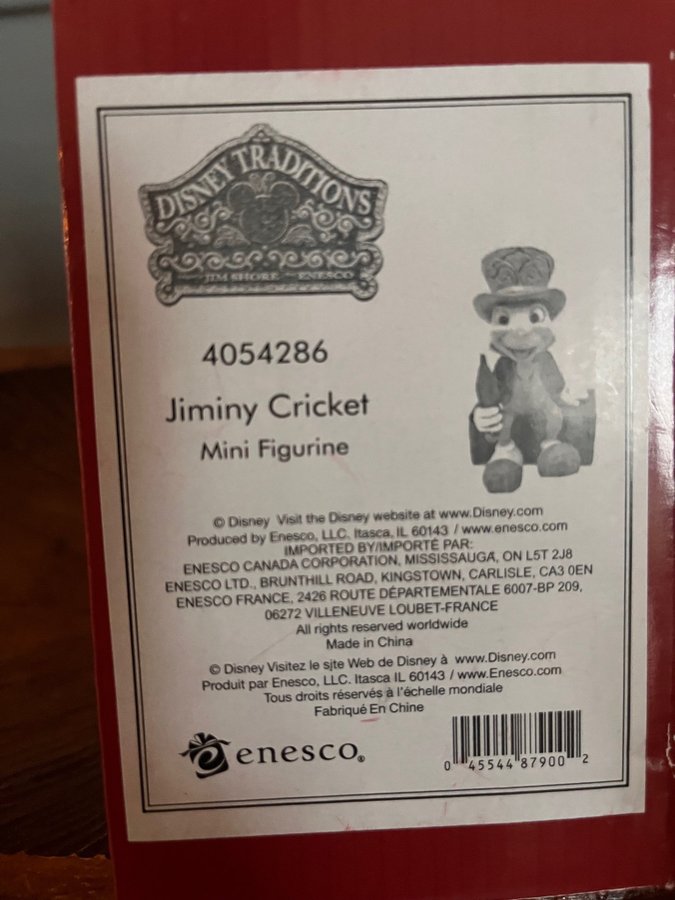 DISNEY TRADITIONS
JIM SHORE ENESCO
4054286
Jiminy Cricket
Mini Figurine
© Disney Visit the Disney website at www.Disney.com
Produced by Enesco, LLC. Itasca, IL 60143 / www.enesco.com
IMPORTED BY/IMPORTÉ PAR:
ENESCO CANADA CORPORATION, MISSISSAUGA, ON L5T 2J8
ENESCO LTD., BRUNTHILL ROAD, KINGSTOWN, CARLISLE, CA3 0EN
ENESCO FRANCE, 2426 ROUTE DÉPARTEMENTALE 6007-BP 209,
06272 VILLENEUVE LOUBET-FRANCE
All rights reserved worldwide
Made in China
© Disney Visitez le site Web de Disney à www.Disney.com
Produit par Enesco, LLC. Itasca IL 60143 / www.Enesco.com
Tous droits réservés à l'échelle mondiale
Fabriqué En Chine
enesco®
0 45544 87900 2